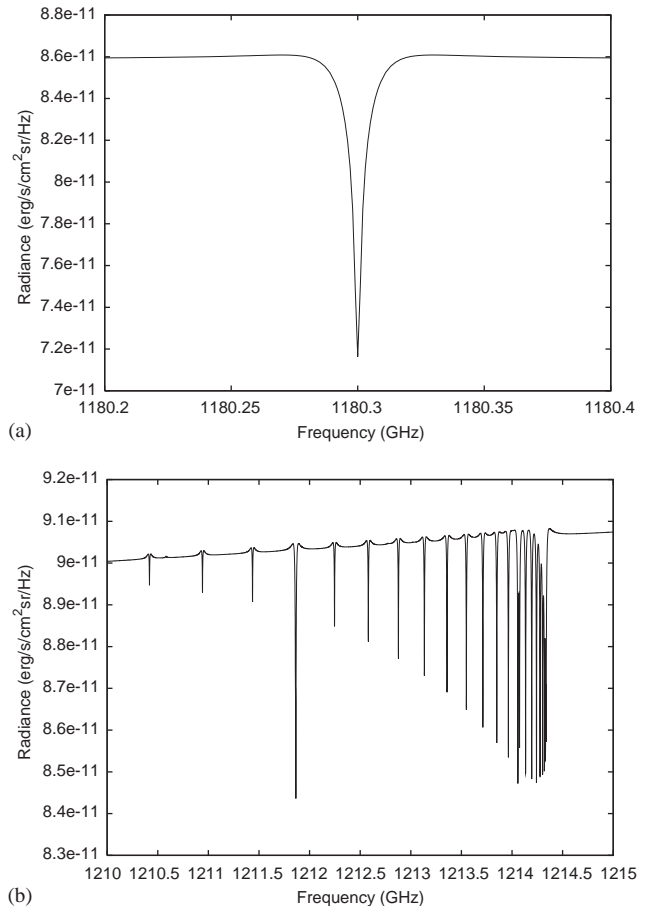 8.8e-11
8.6e-11
8.4e-11
8.2e-11
8e-11
7.8e-11
7.6e-11
7.4e-11
7.2e-11
7e-11
Radiance (erg/s/cm²sr/Hz)
1180.2 1180.25 1180.3 1180.35 1180.4
Frequency (GHz)
(a)
9.2e-11
9.1e-11
9e-11
8.9e-11
8.8e-11
8.7e-11
8.6e-11
8.5e-11
8.4e-11
8.3e-11
Radiance (erg/s/cm²sr/Hz)
1210 1210.5 1211 1211.5 1212 1212.5 1213 1213.5 1214 1214.5 1215
Frequency (GHz)
(b)